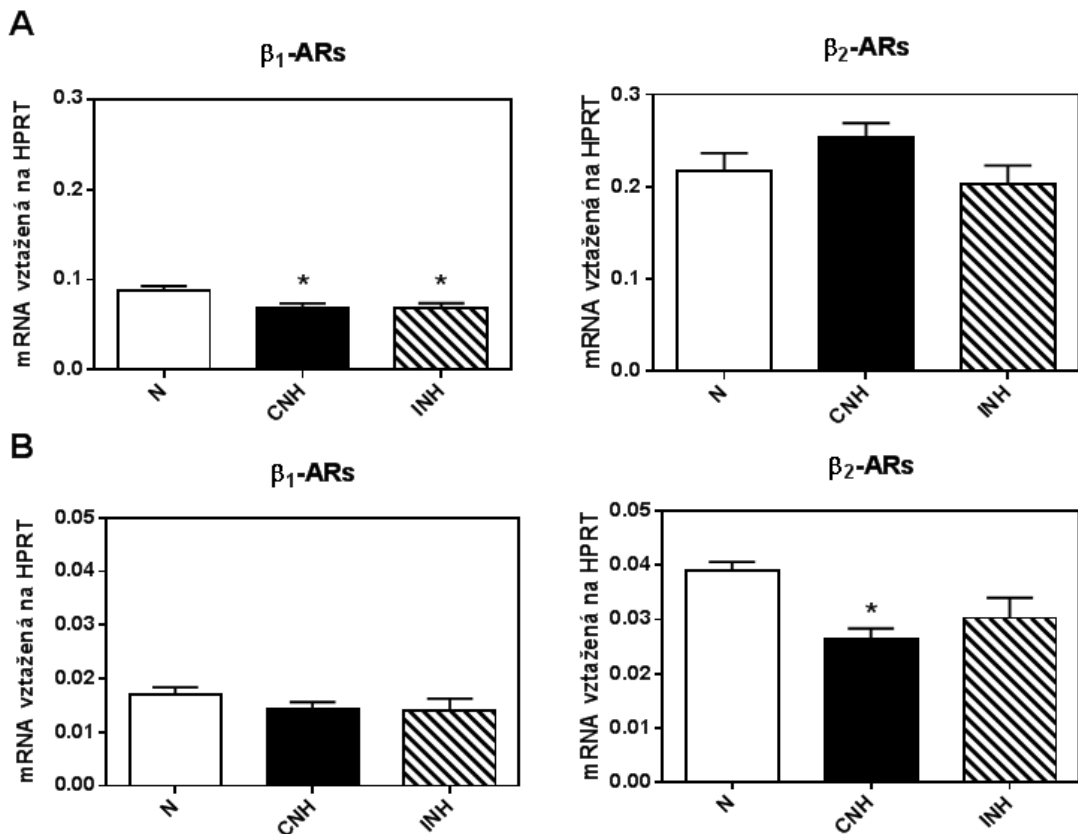 A
β₁-ARs
mRNA vztažená na HPRT
0.3
0.2
0.1
0.0
*
*
N
CNH
INH
β₂-ARs
mRNA vztažená na HPRT
0.3
0.2
0.1
0.0
N
CNH
INH
B
β₁-ARs
mRNA vztažená na HPRT
0.05
0.04
0.03
0.02
0.01
0.00
N
CNH
INH
β₂-ARs
mRNA vztažená na HPRT
0.05
0.04
0.03
0.02
0.01
0.00
*
N
CNH
INH